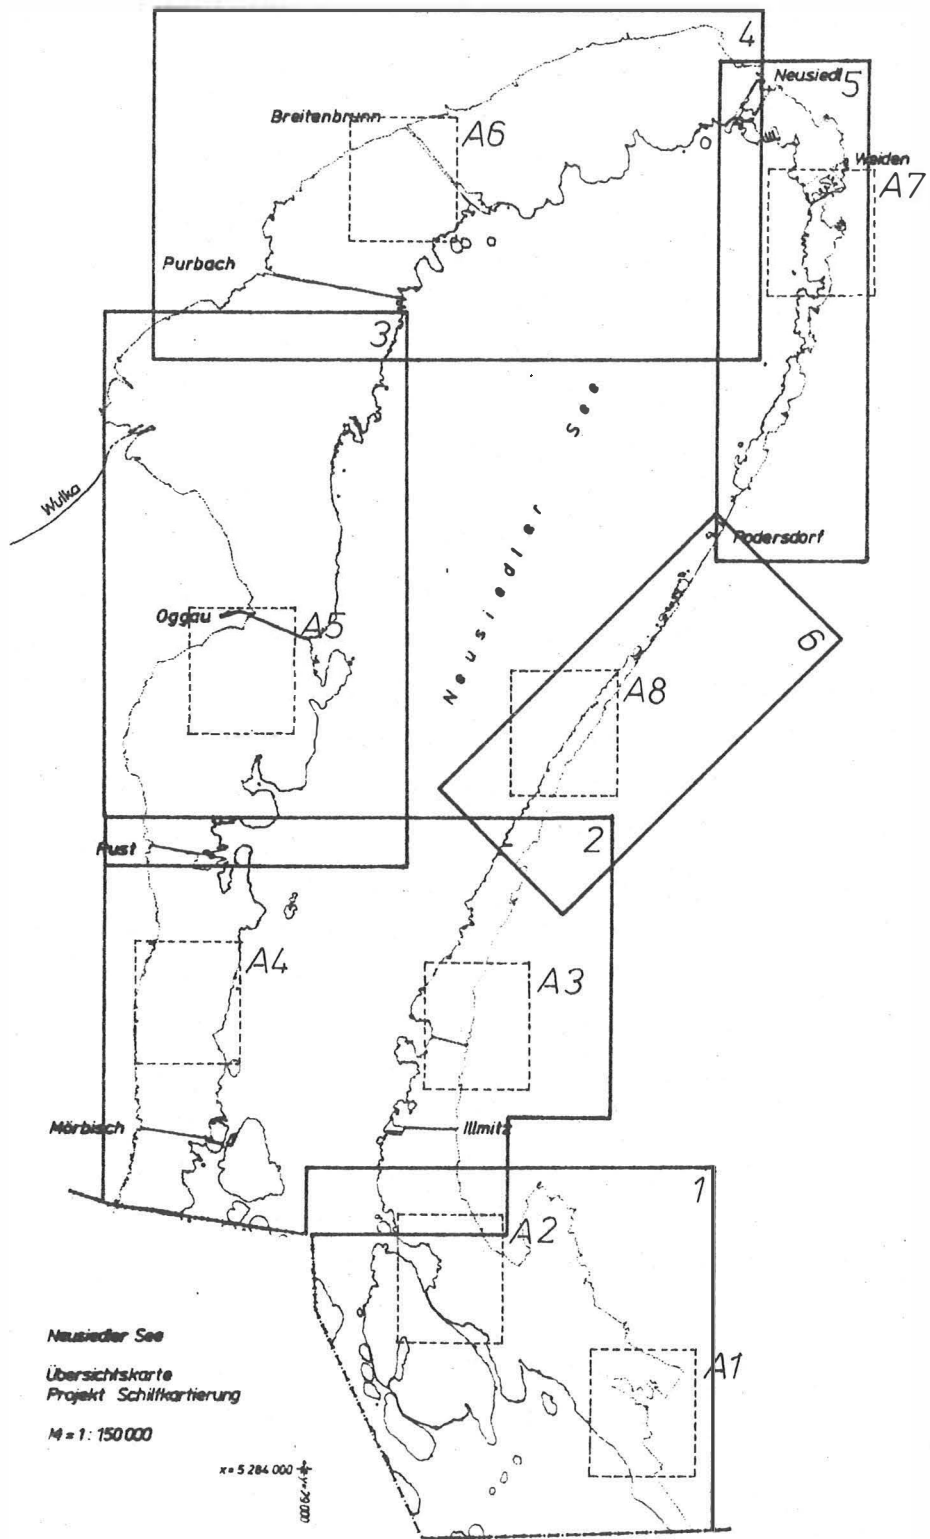 4
Neusiedl
5
Breitenbrunn
A6
Weiden
A7
Purbach
3
Neusiedler See
Wulka
Podersdorf
Oggau
A5
6
A8
2
Rust
A4
A3
Mörbisch
Illmitz
1
A2
Neusiedler See
Übersichtskarte
Projekt Schilfkartierung
M = 1 : 150 000
A1
x = 5 284 000